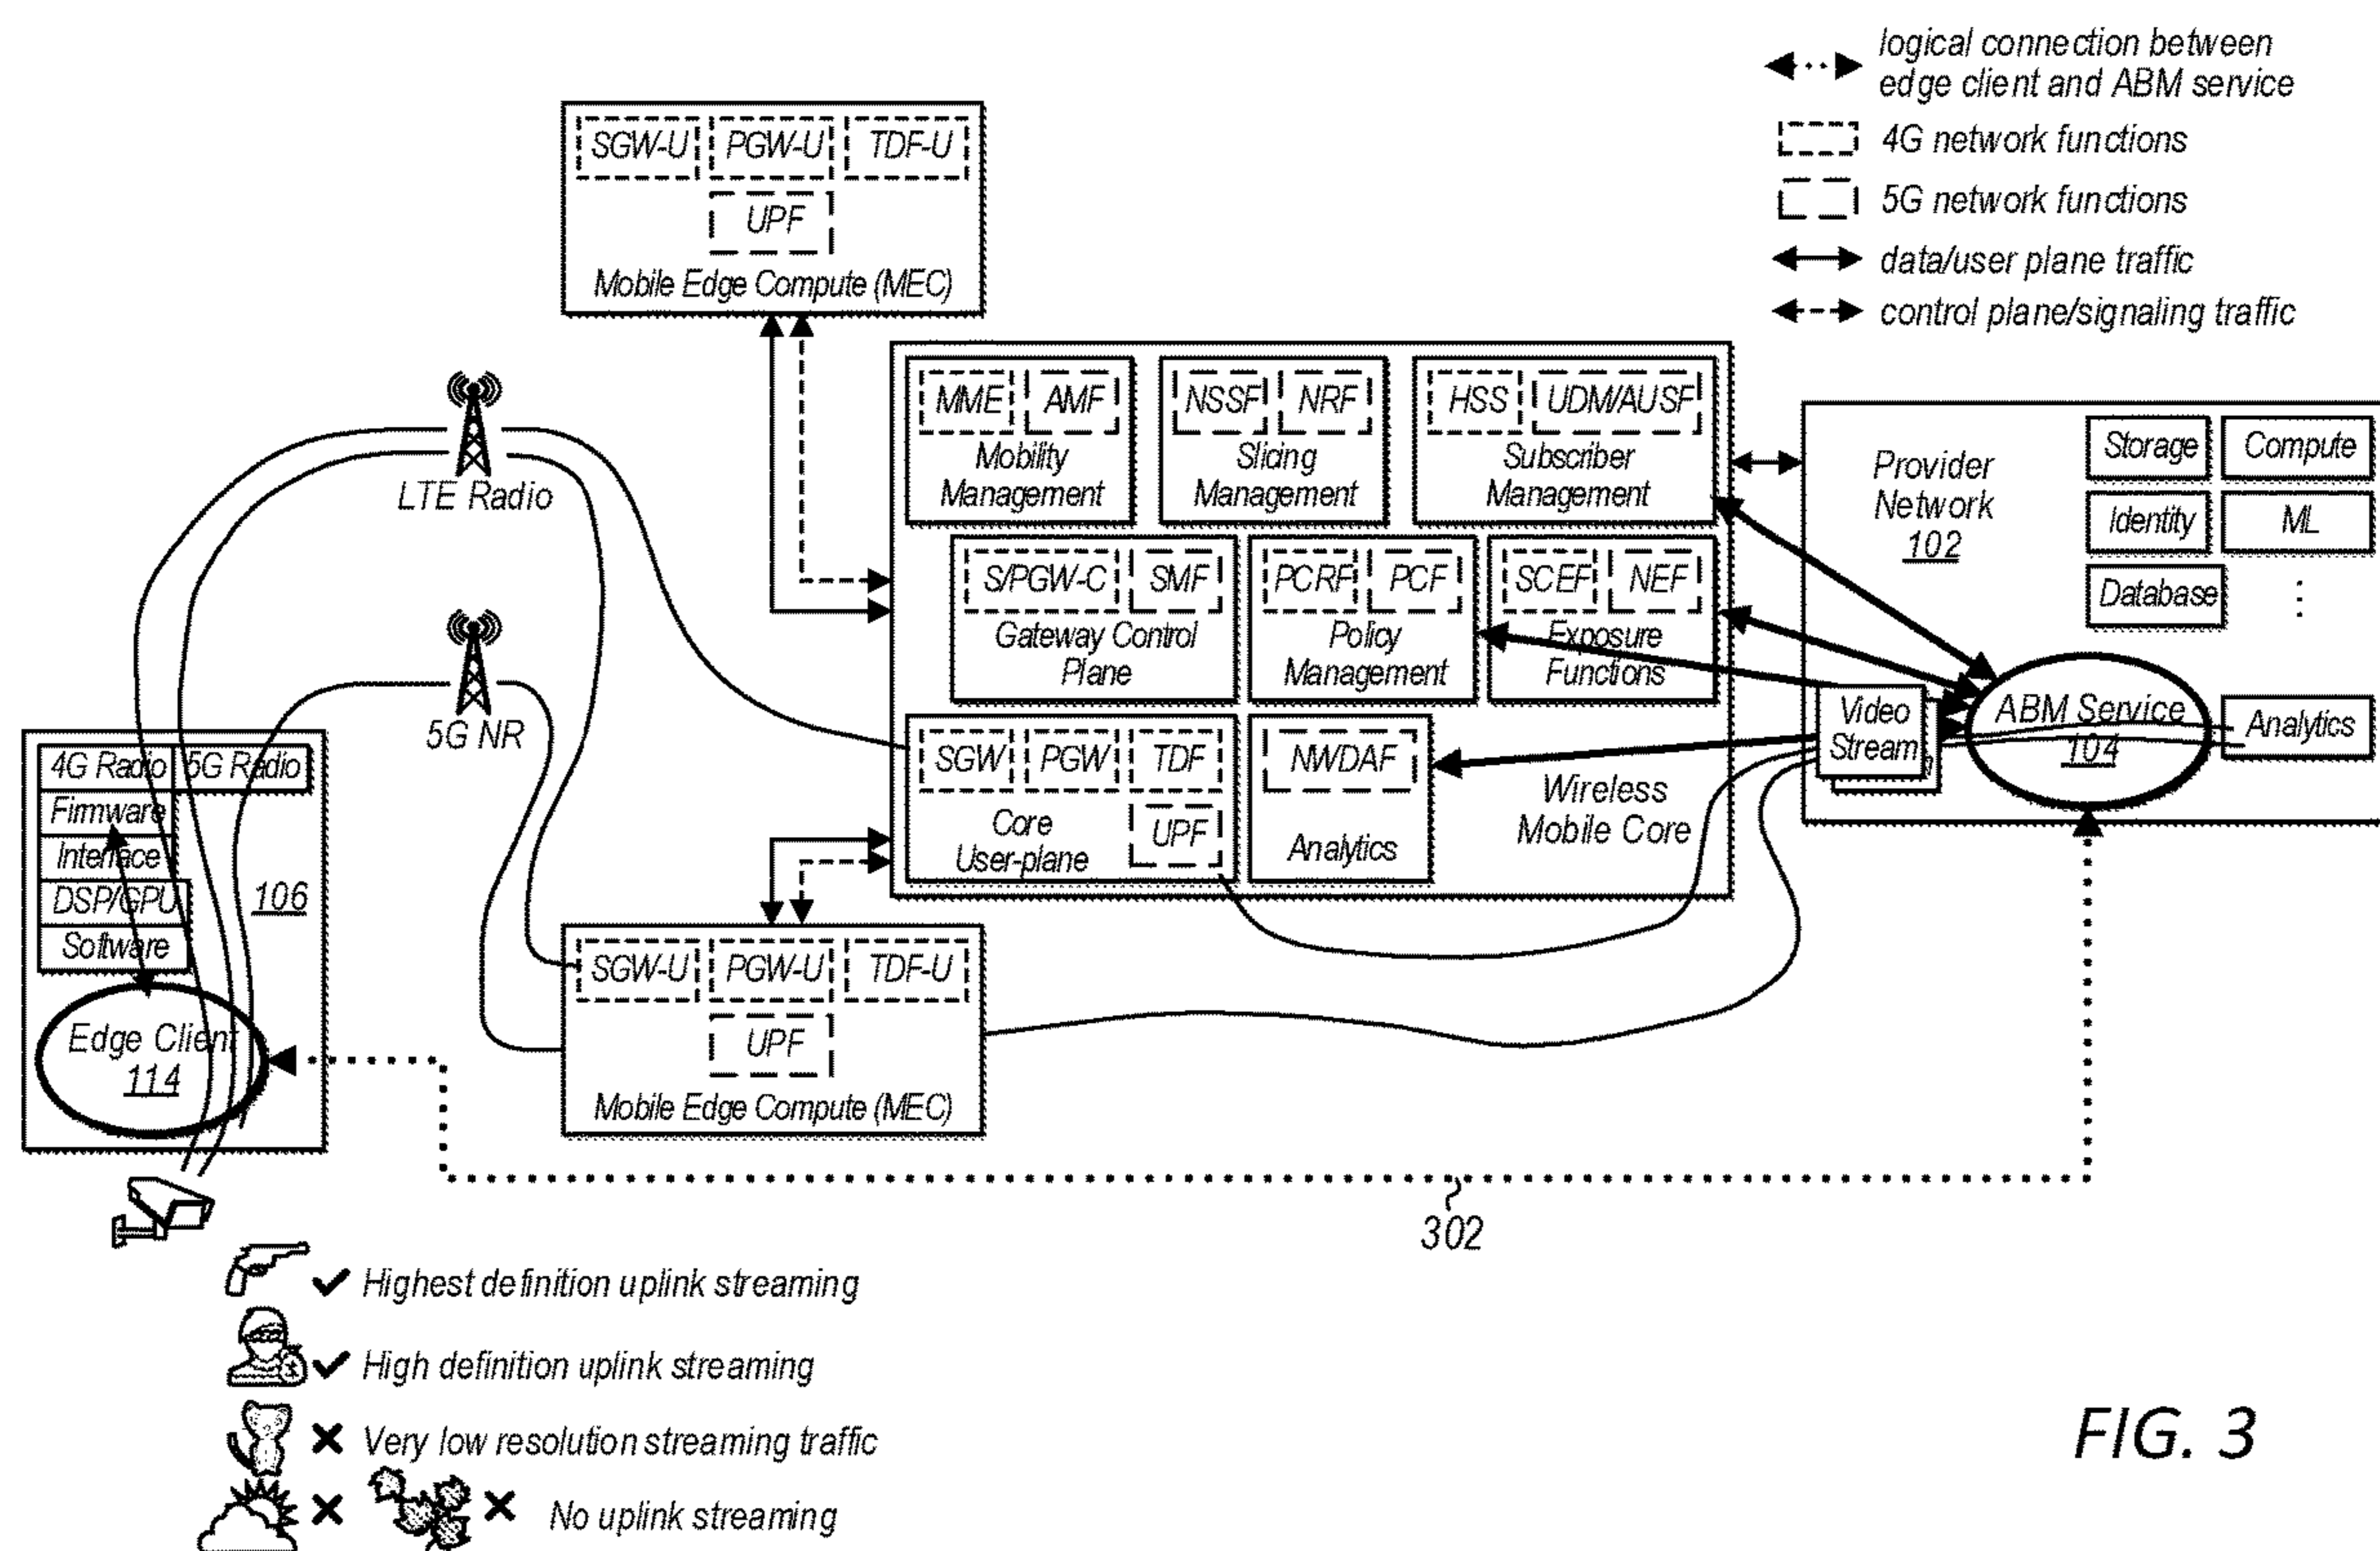 logical connection between
edge client and ABM service
4G network functions
5G network functions
data/user plane traffic
control plane/signaling traffic
SGW-U PGW-U TDF-U
UPF
Mobile Edge Compute (MEC)
LTE Radio
5G NR
MME AMF
Mobility
Management
NSSF NRF
Slicing
Management
HSS UDM/AUSF
Subscriber
Management
S/PGW-C SMF
Gateway Control
Plane
PCRF PCF
Policy
Management
SCEF NEF
Exposure
Functions
SGW PGW TDF
UPF
Core
User-plane
NWDAF
Analytics
Wireless
Mobile Core
Provider
Network
102
Storage Compute
Identity ML
Database
Video
Stream
ABM Service
104
Analytics
4G Radio 5G Radio
Firmware
Interface
DSP/GPU
Software
106
Edge Client
114
SGW-U PGW-U TDF-U
UPF
Mobile Edge Compute (MEC)
302
Highest definition uplink streaming
High definition uplink streaming
Very low resolution streaming traffic
No uplink streaming
FIG. 3